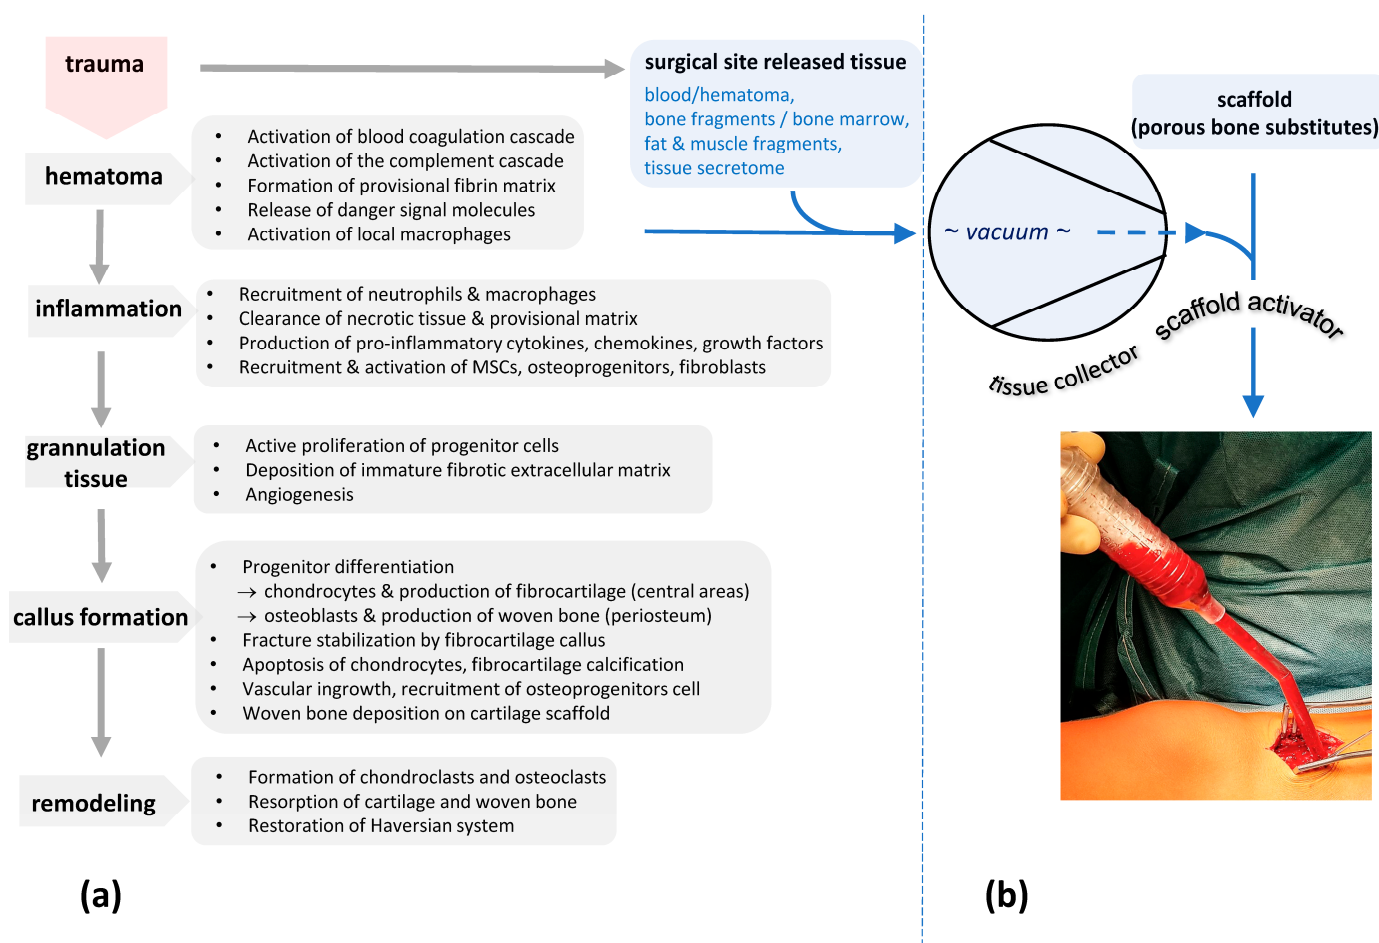 trauma
hematoma
• Activation of blood coagulation cascade
• Activation of the complement cascade
• Formation of provisional fibrin matrix
• Release of danger signal molecules
• Activation of local macrophages
inflammation
• Recruitment of neutrophils & macrophages
• Clearance of necrotic tissue & provisional matrix
• Production of pro-inflammatory cytokines, chemokines, growth factors
• Recruitment & activation of MSCs, osteoprogenitors, fibroblasts
grannulation
tissue
• Active proliferation of progenitor cells
• Deposition of immature fibrotic extracellular matrix
• Angiogenesis
callus formation
• Progenitor differentiation
→ chondrocytes & production of fibrocartilage (central areas)
→ osteoblasts & production of woven bone (periosteum)
• Fracture stabilization by fibrocartilage callus
• Apoptosis of chondrocytes, fibrocartilage calcification
• Vascular ingrowth, recruitment of osteoprogenitors cell
• Woven bone deposition on cartilage scaffold
remodeling
• Formation of chondroclasts and osteoclasts
• Resorption of cartilage and woven bone
• Restoration of Haversian system
(a)
surgical site released tissue
blood/hematoma,
bone fragments / bone marrow,
fat & muscle fragments,
tissue secretome
scaffold
(porous bone substitutes)
~ vacuum ~
tissue collector
scaffold activator
(b)